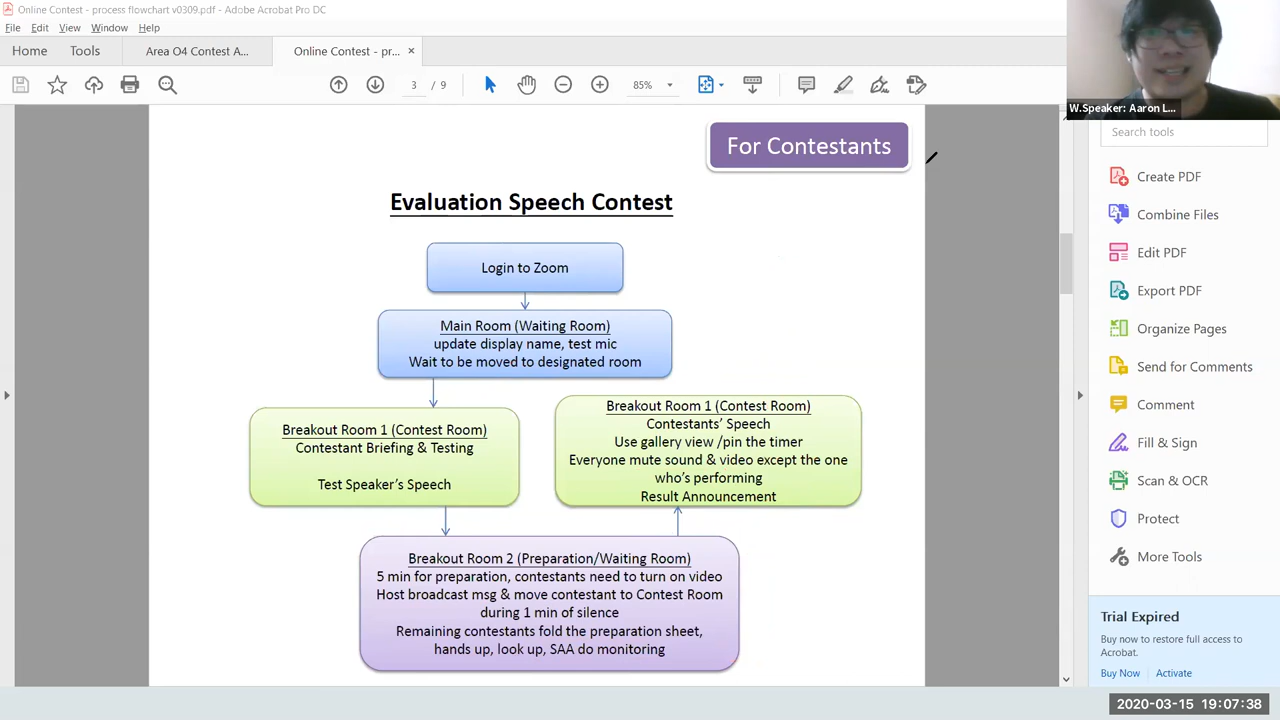 Online Contest - process flowchart v0309.pdf - Adobe Acrobat Pro DC
File Edit View Window Help
Home Tools Area O4 Contest A... Online Contest - pr... ×
3 / 9 85%
W.Speaker: Aaron L...
For Contestants
Evaluation Speech Contest
Login to Zoom
Main Room (Waiting Room)
update display name, test mic
Wait to be moved to designated room
Breakout Room 1 (Contest Room)
Contestant Briefing & Testing
Test Speaker's Speech
Breakout Room 1 (Contest Room)
Contestants' Speech
Use gallery view /pin the timer
Everyone mute sound & video except the one
who's performing
Result Announcement
Breakout Room 2 (Preparation/Waiting Room)
5 min for preparation, contestants need to turn on video
Host broadcast msg & move contestant to Contest Room
during 1 min of silence
Remaining contestants fold the preparation sheet,
hands up, look up, SAA do monitoring
Search tools
Create PDF
Combine Files
Edit PDF
Export PDF
Organize Pages
Send for Comments
Comment
Fill & Sign
Scan & OCR
Protect
More Tools
Trial Expired
Buy now to restore full access to
Acrobat.
Buy Now Activate
2020-03-15 19:07:38